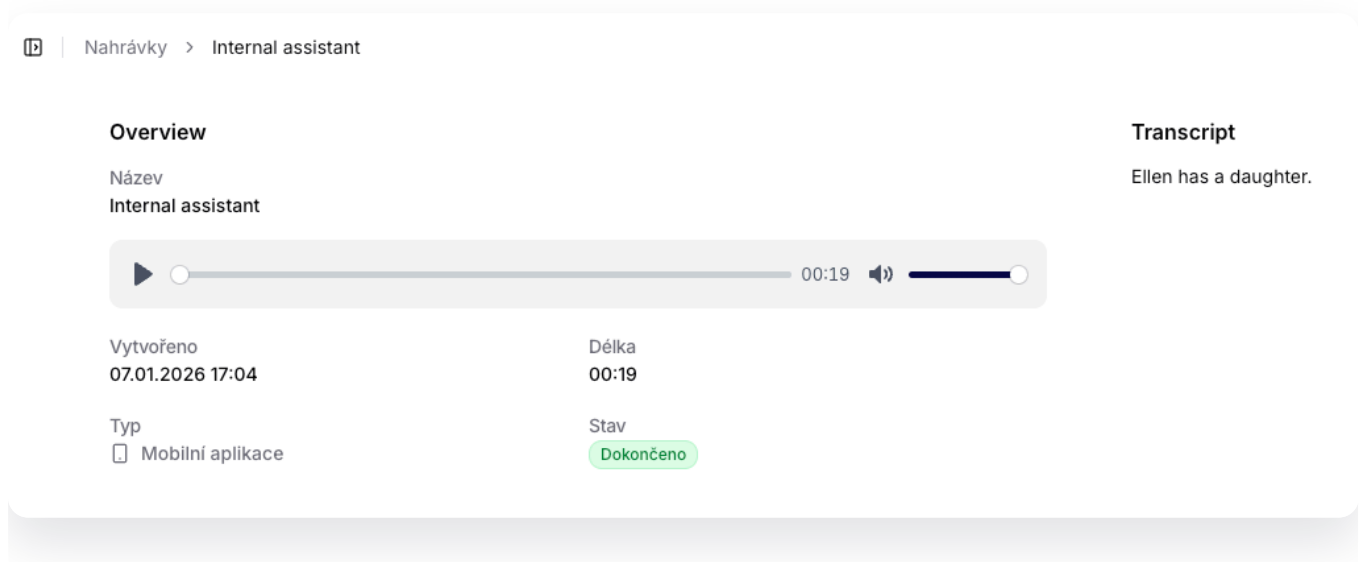 Nahrávky > Internal assistant
Overview
Název
Internal assistant
00:19
Vytvořeno
07.01.2026 17:04
Délka
00:19
Typ
Mobilní aplikace
Stav
Dokončeno
Transcript
Ellen has a daughter.